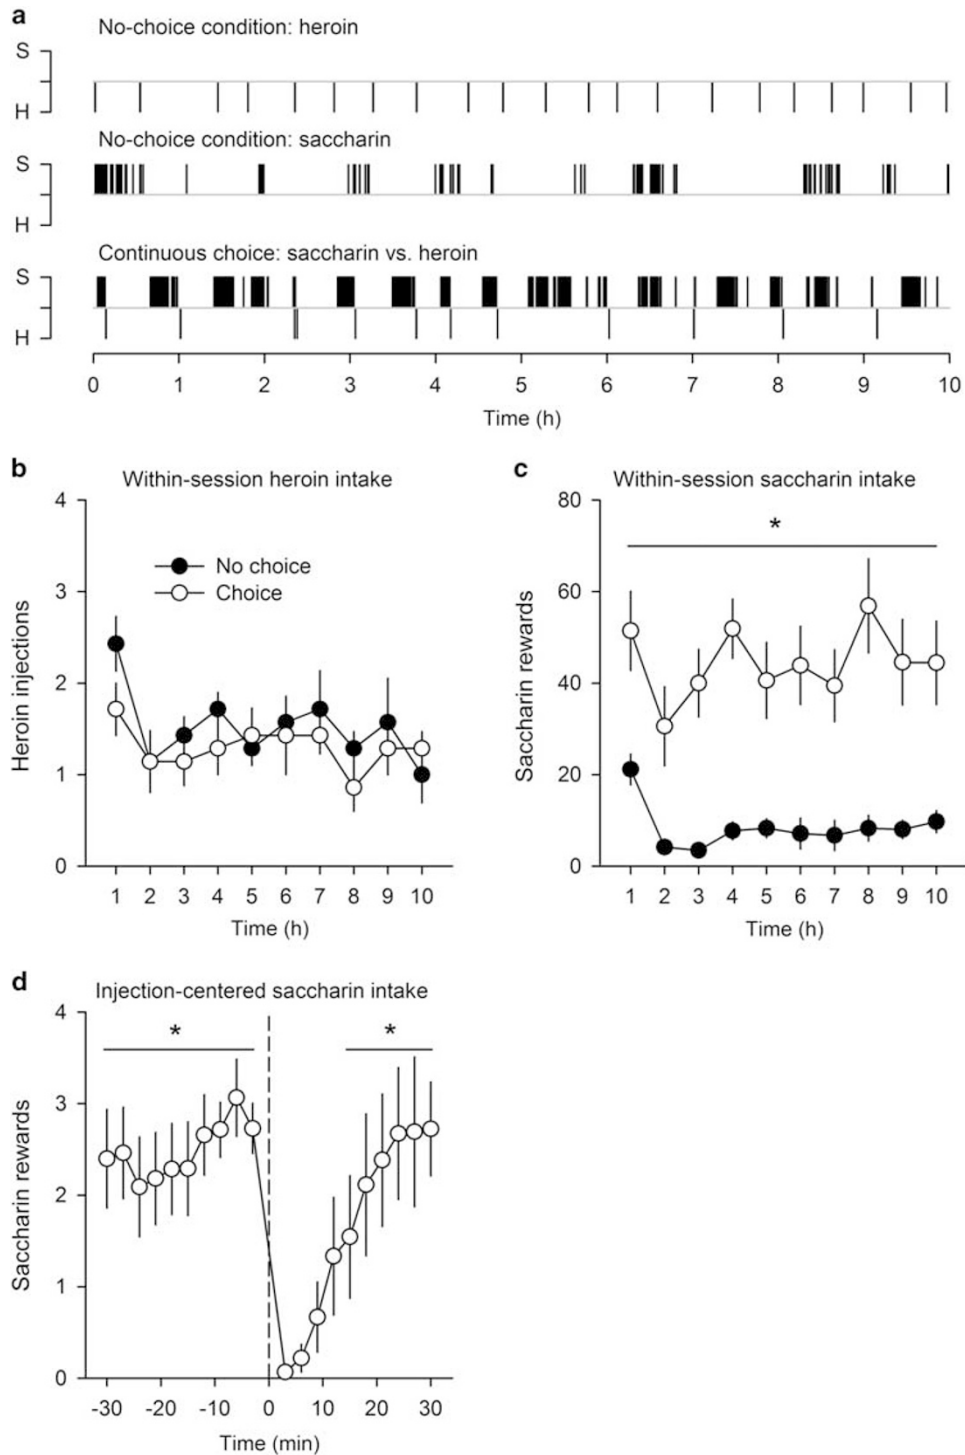 a
No-choice condition: heroin
S
H
No-choice condition: saccharin
S
H
Continuous choice: saccharin vs. heroin
S
H
0 1 2 3 4 5 6 7 8 9 10
Time (h)
b
Within-session heroin intake
4
3
2
1
0
Heroin injections
No choice
Choice
1 2 3 4 5 6 7 8 9 10
Time (h)
c
Within-session saccharin intake
80
60
40
20
0
Saccharin rewards
*
1 2 3 4 5 6 7 8 9 10
Time (h)
d
Injection-centered saccharin intake
4
3
2
1
0
Saccharin rewards
* *
-30 -20 -10 0 10 20 30
Time (min)